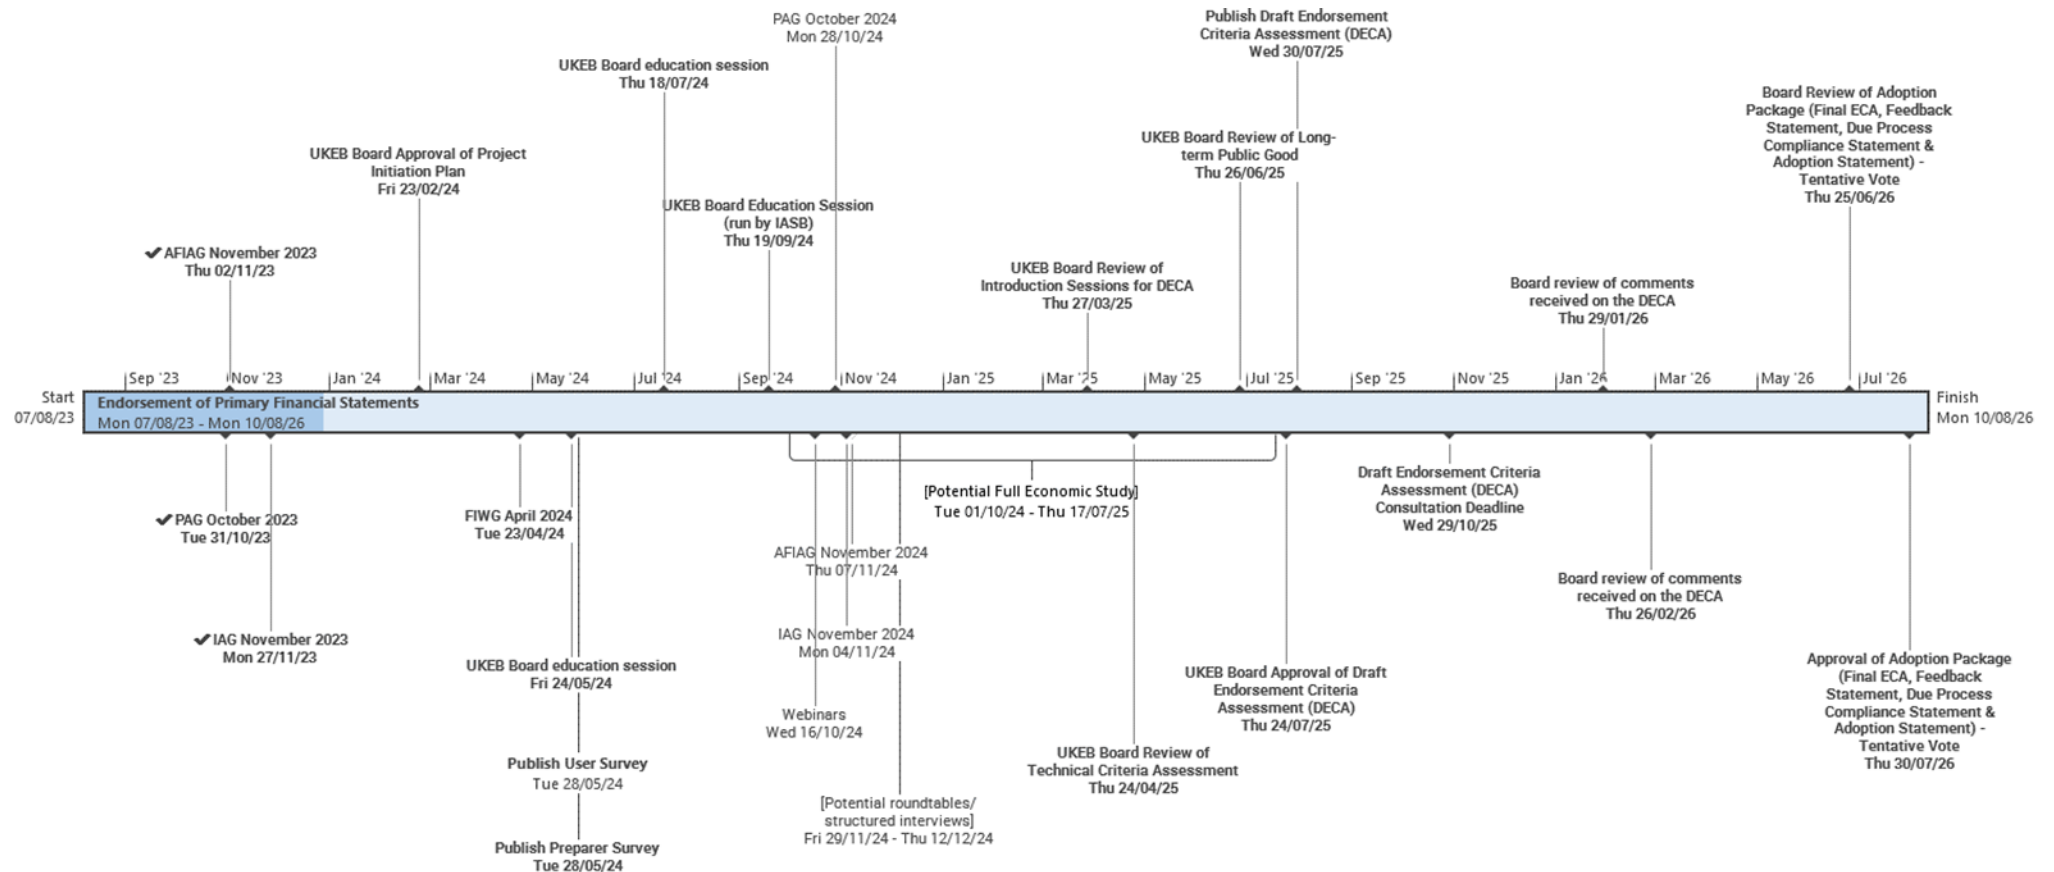 PAG October 2024
Mon 28/10/24
Publish Draft Endorsement
Criteria Assessment (DECA)
Wed 30/07/25
UKEB Board education session
Thu 18/07/24
Board Review of Adoption
Package (Final ECA, Feedback
Statement, Due Process
Compliance Statement &
Adoption Statement) -
Tentative Vote
Thu 25/06/26
UKEB Board Review of Long-
term Public Good
Thu 26/06/25
UKEB Board Approval of Project
Initiation Plan
Fri 23/02/24
UKEB Board Education Session
(run by IASB)
Thu 19/09/24
AFIAG November 2023
Thu 02/11/23
UKEB Board Review of
Introduction Sessions for DECA
Thu 27/03/25
Board review of comments
received on the DECA
Thu 29/01/26
Sep '23
Nov '23
Jan '24
Mar '24
May '24
Jul '24
Sep '24
Nov '24
Jan '25
Mar '25
May '25
Jul '25
Sep '25
Nov '25
Jan '26
Mar '26
May '26
Jul '26
Start
07/08/23
Endorsement of Primary Financial Statements
Mon 07/08/23 - Mon 10/08/26
Finish
Mon 10/08/26
PAG October 2023
Tue 31/10/23
FIWG April 2024
Tue 23/04/24
[Potential Full Economic Study]
Tue 01/10/24 - Thu 17/07/25
Draft Endorsement Criteria
Assessment (DECA)
Consultation Deadline
Wed 29/10/25
AFIAG November 2024
Thu 07/11/24
Board review of comments
received on the DECA
Thu 26/02/26
IAG November 2023
Mon 27/11/23
IAG November 2024
Mon 04/11/24
UKEB Board education session
Fri 24/05/24
UKEB Board Approval of Draft
Endorsement Criteria
Assessment (DECA)
Thu 24/07/25
Approval of Adoption Package
(Final ECA, Feedback
Statement, Due Process
Compliance Statement &
Adoption Statement) -
Tentative Vote
Thu 30/07/26
Webinars
Wed 16/10/24
UKEB Board Review of
Technical Criteria Assessment
Thu 24/04/25
Publish User Survey
Tue 28/05/24
[Potential roundtables/
structured interviews]
Fri 29/11/24 - Thu 12/12/24
Publish Preparer Survey
Tue 28/05/24